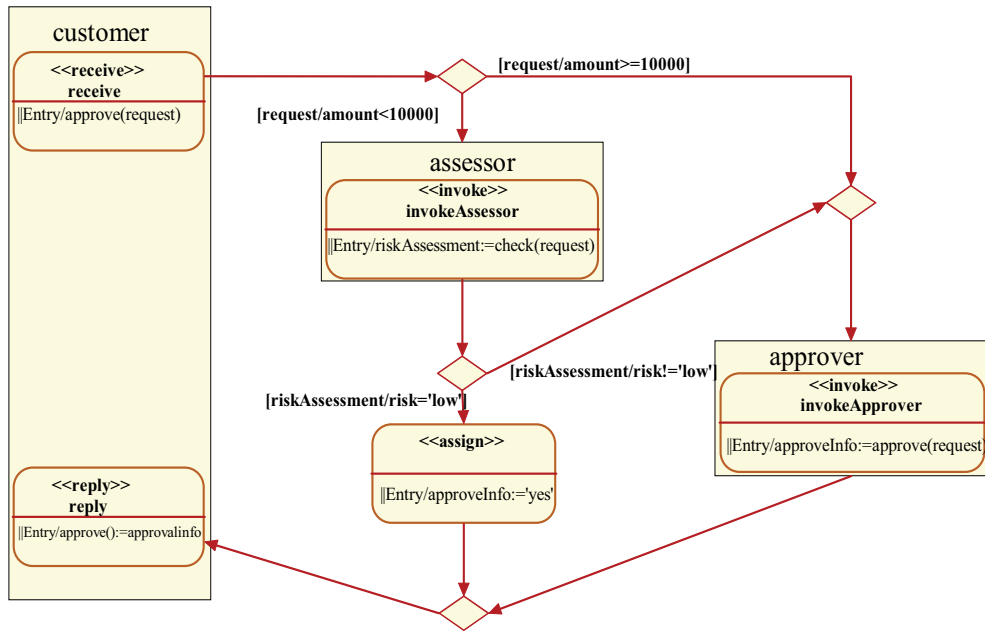 customer
<<receive>>
receive
||Entry/approve(request)
[request/amount>=10000]
[request/amount<10000]
assessor
<<invoke>>
invokeAssessor
||Entry/riskAssessment:=check(request)
[riskAssessment/risk!='low']
[riskAssessment/risk='low']
approver
<<invoke>>
invokeApprover
||Entry/approveInfo:=approve(request)
<<assign>>
||Entry/approveInfo:='yes'
<<reply>>
reply
||Entry/approve():=approvalinfo